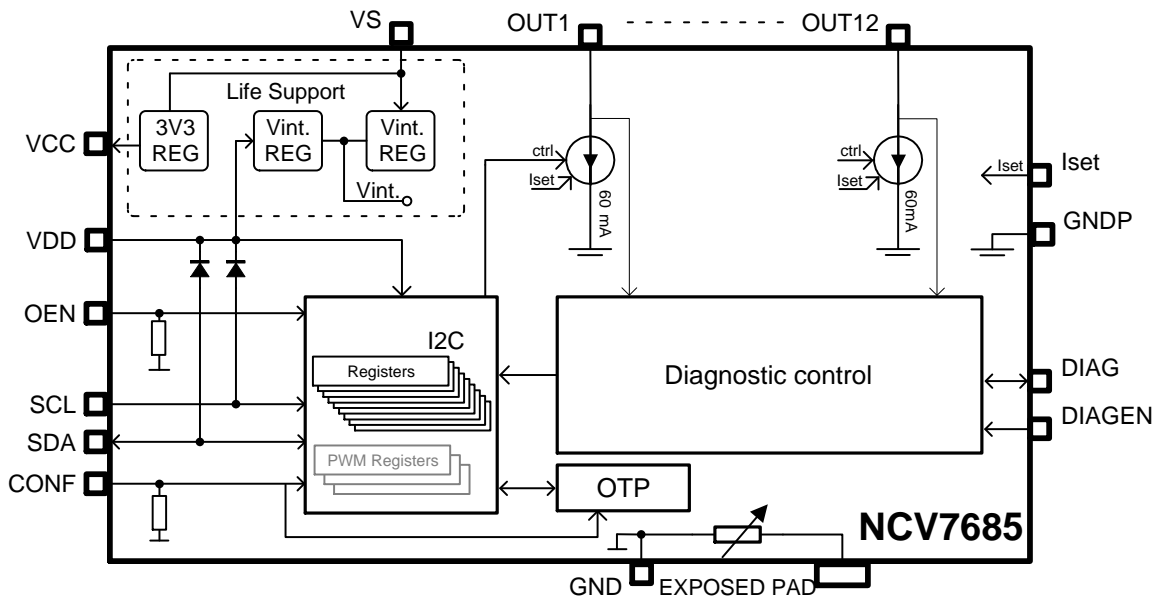 VS
OUT1
OUT12
Life Support
3V3
REG
Vint.
REG
Vint.
REG
Vint.
VCC
ctrl
Iset
60 mA
ctrl
Iset
60mA
Iset
Iset
GNDP
VDD
OEN
I2C
Registers
PWM Registers
Diagnostic control
DIAG
DIAGEN
SCL
SDA
CONF
OTP
NCV7685
GND
EXPOSED PAD